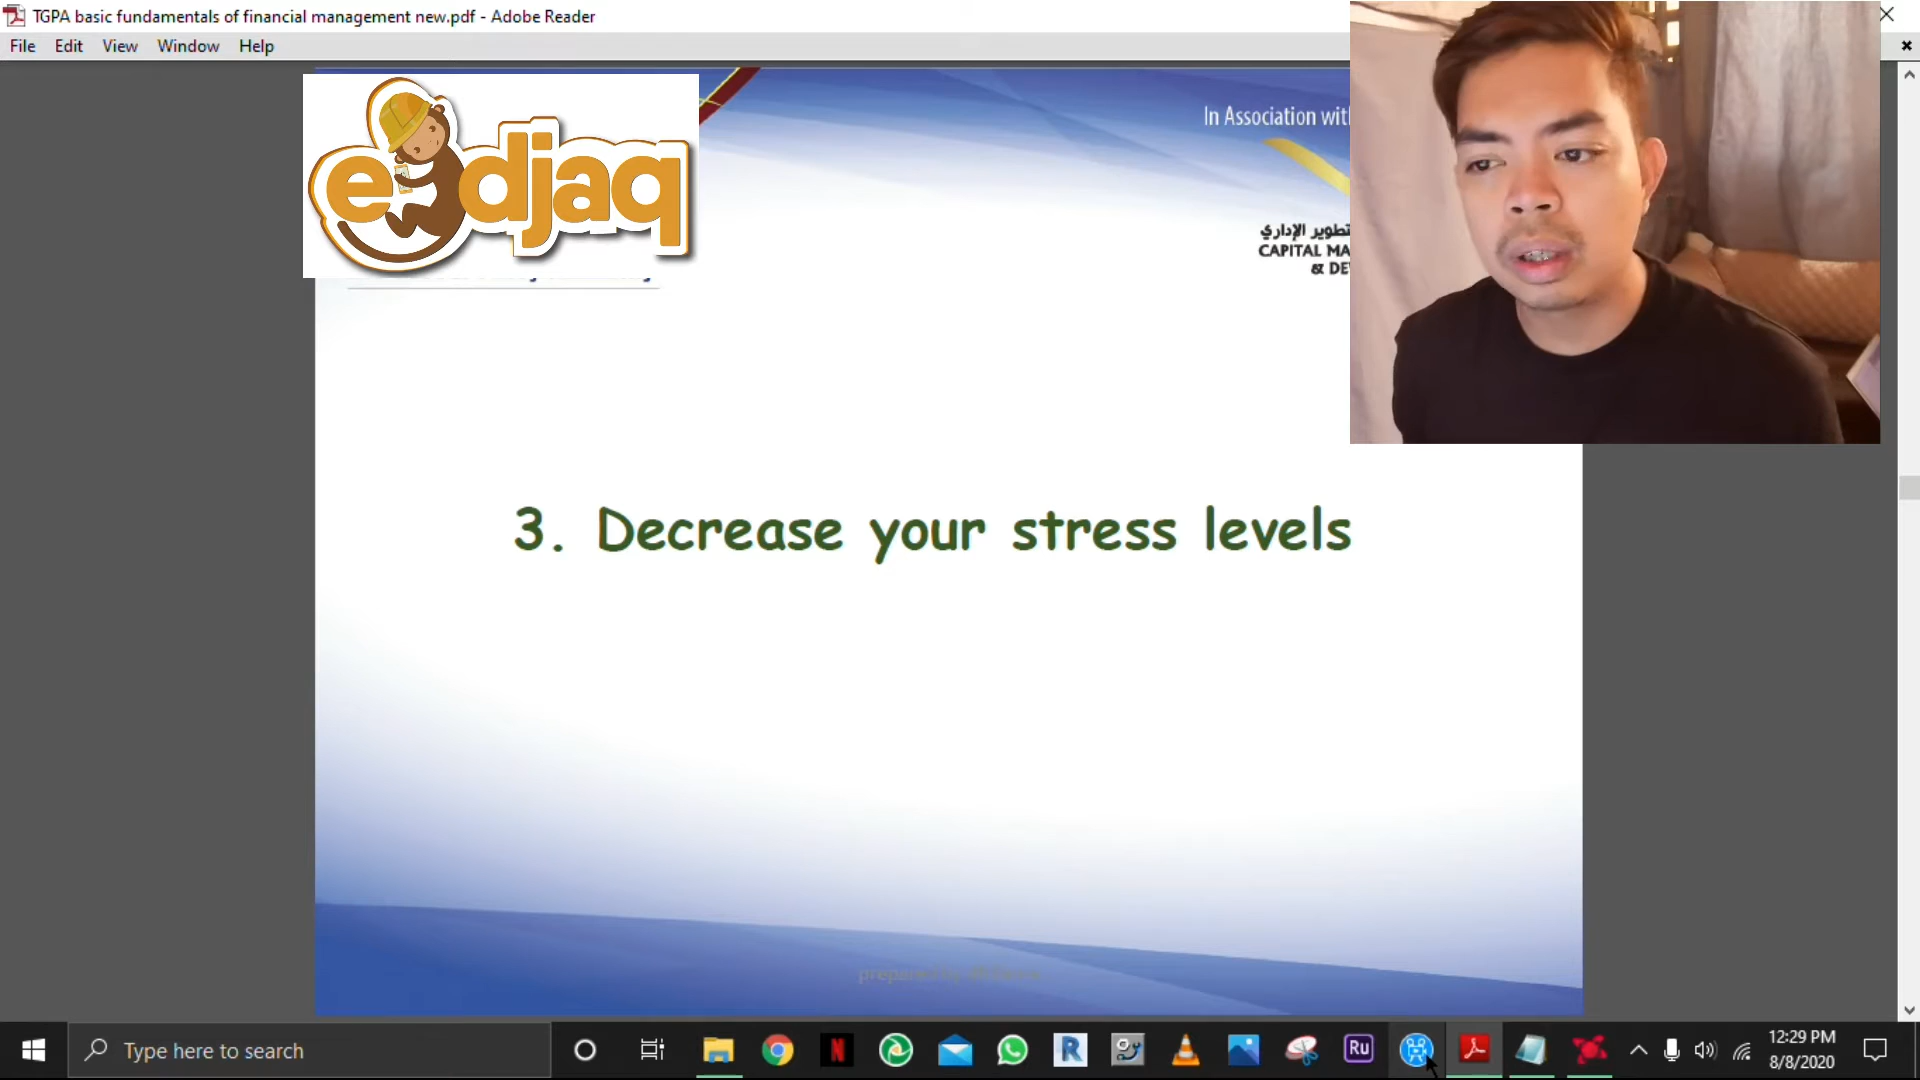 TGPA basic fundamentals of financial management new.pdf - Adobe Reader
File Edit View Window Help
e djaq
In Association wit
تطوير الإداري
CAPITAL MA
& DE
3. Decrease your stress levels
Type here to search
N
R
Ru
12:29 PM
8/8/2020